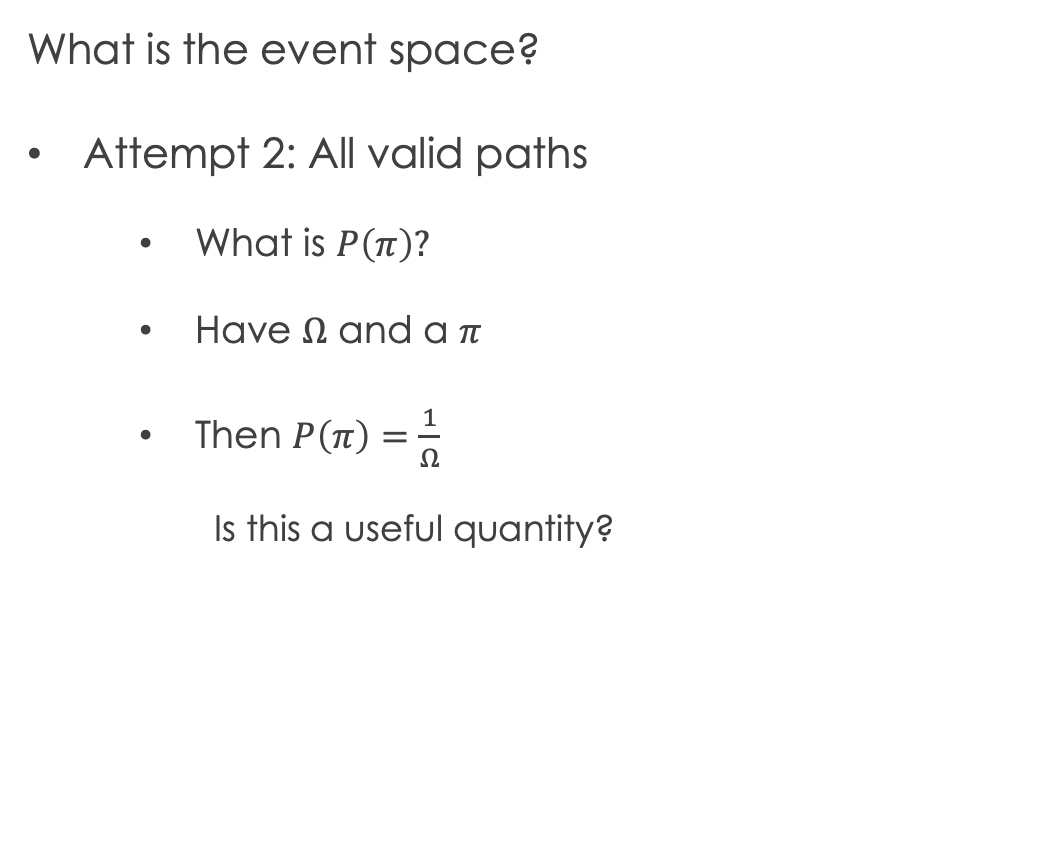 What is the event space?
• Attempt 2: All valid paths
• What is P(π)?
• Have Ω and a π
• Then P(π) = 1/Ω
Is this a useful quantity?